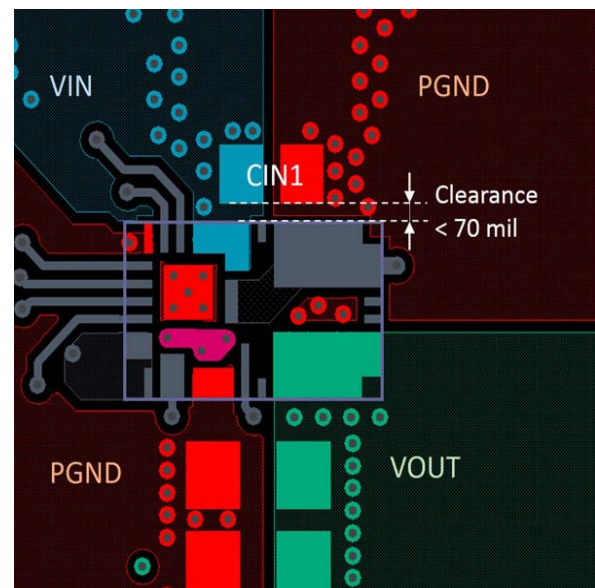 VIN
PGND
CIN1
Clearance
< 70 mil
PGND
VOUT